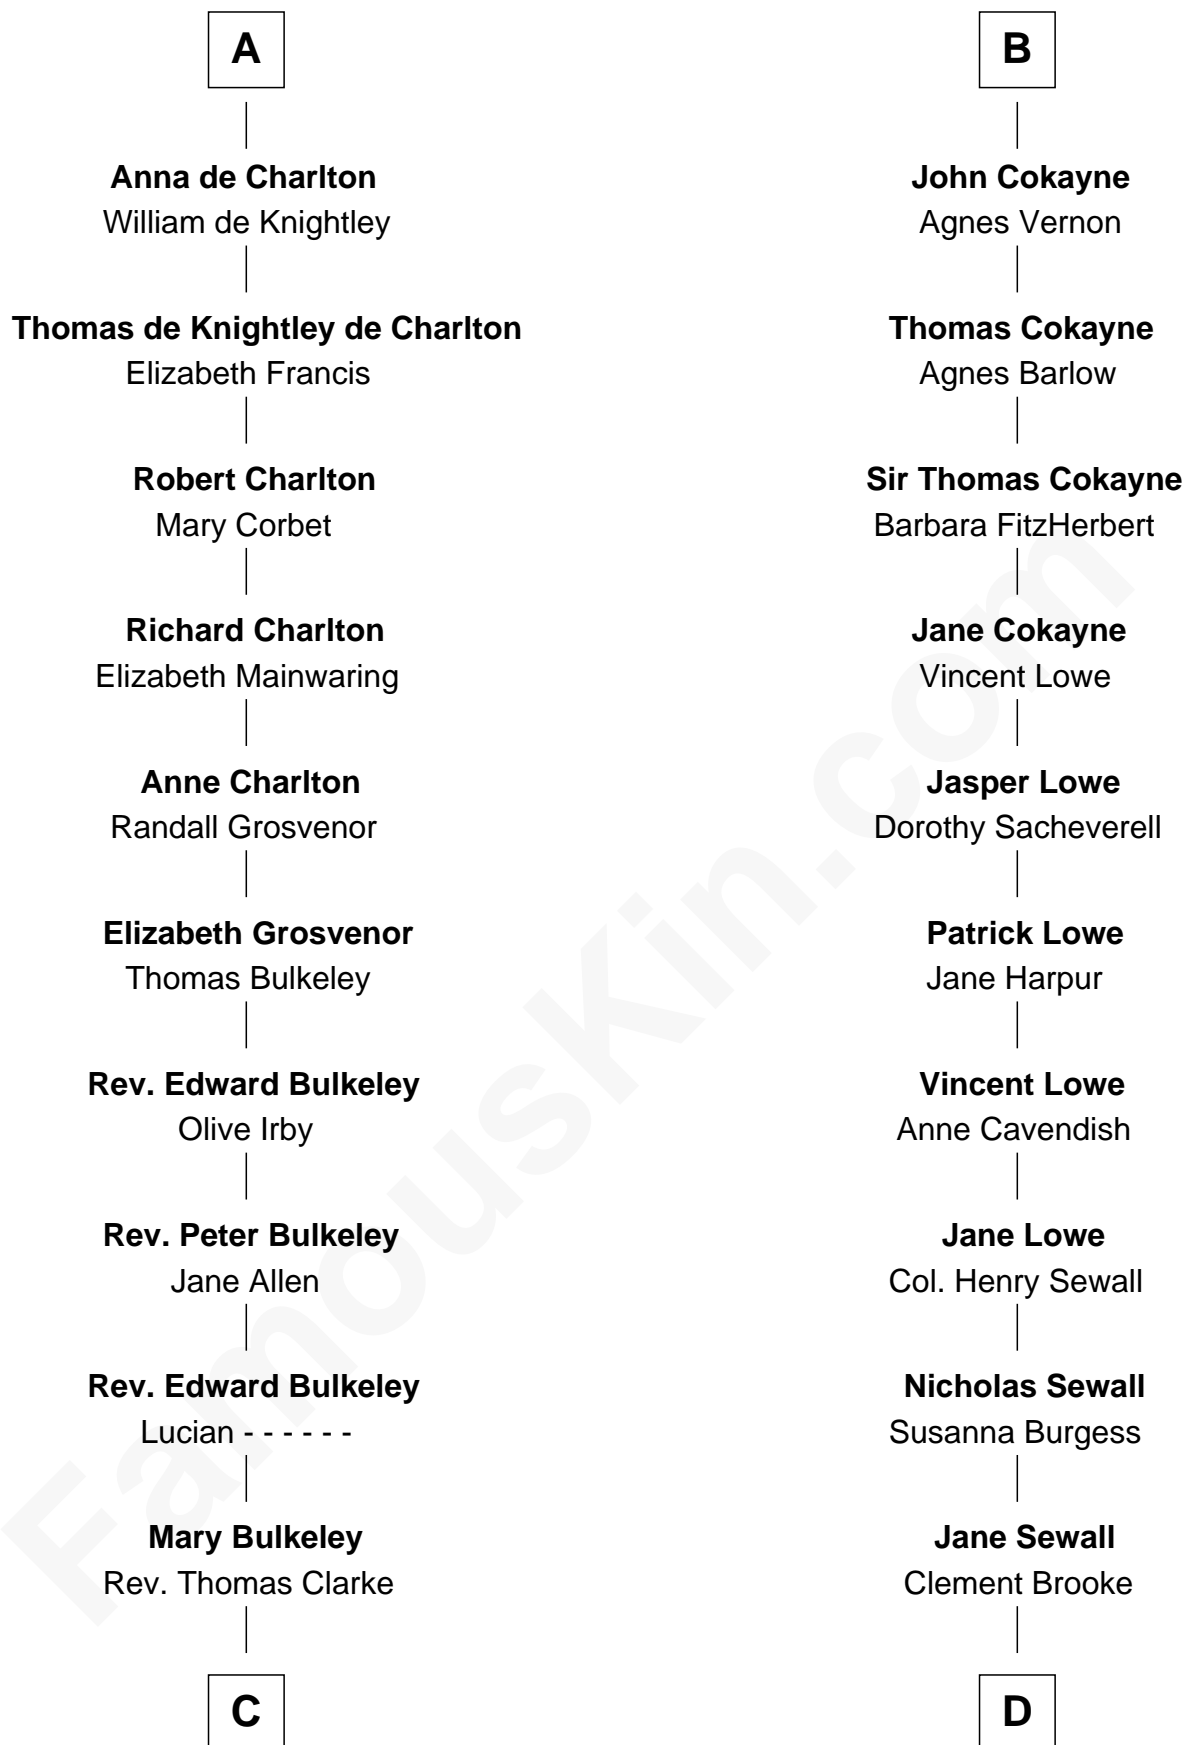 A
Anna de Charlton
William de Knightley
Thomas de Knightley de Charlton
Elizabeth Francis
Robert Charlton
Mary Corbet
Richard Charlton
Elizabeth Mainwaring
Anne Charlton
Randall Grosvenor
Elizabeth Grosvenor
Thomas Bulkeley
Rev. Edward Bulkeley
Olive Irby
Rev. Peter Bulkeley
Jane Allen
Rev. Edward Bulkeley
Lucian - - - - - -
Mary Bulkeley
Rev. Thomas Clarke
C
B
John Cokayne
Agnes Vernon
Thomas Cokayne
Agnes Barlow
Sir Thomas Cokayne
Barbara FitzHerbert
Jane Cokayne
Vincent Lowe
Jasper Lowe
Dorothy Sacheverell
Patrick Lowe
Jane Harpur
Vincent Lowe
Anne Cavendish
Jane Lowe
Col. Henry Sewall
Nicholas Sewall
Susanna Burgess
Jane Sewall
Clement Brooke
D
FamousKin.com